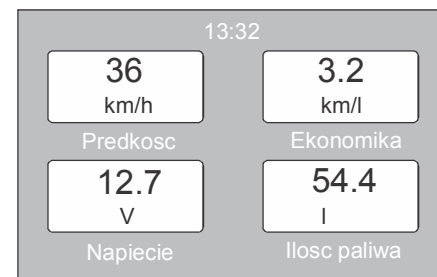 13:32
36
km/h
Predkosc
3.2
km/l
Ekonomika
12.7
V
Napiecie
54.4
l
Ilosc paliwa